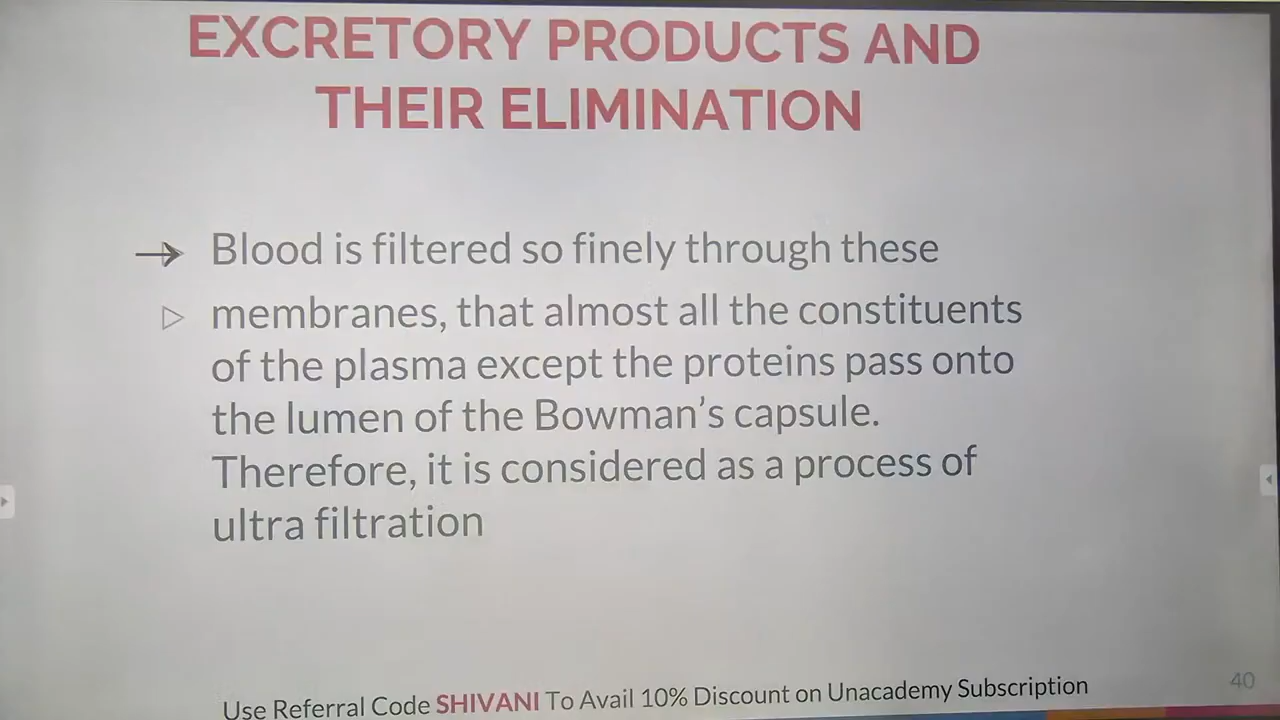 EXCRETORY PRODUCTS AND
THEIR ELIMINATION
Blood is filtered so finely through these
membranes, that almost all the constituents
of the plasma except the proteins pass onto
the lumen of the Bowman's capsule.
Therefore, it is considered as a process of
ultra filtration
Use Referral Code SHIVANI To Avail 10% Discount on Unacademy Subscription
40